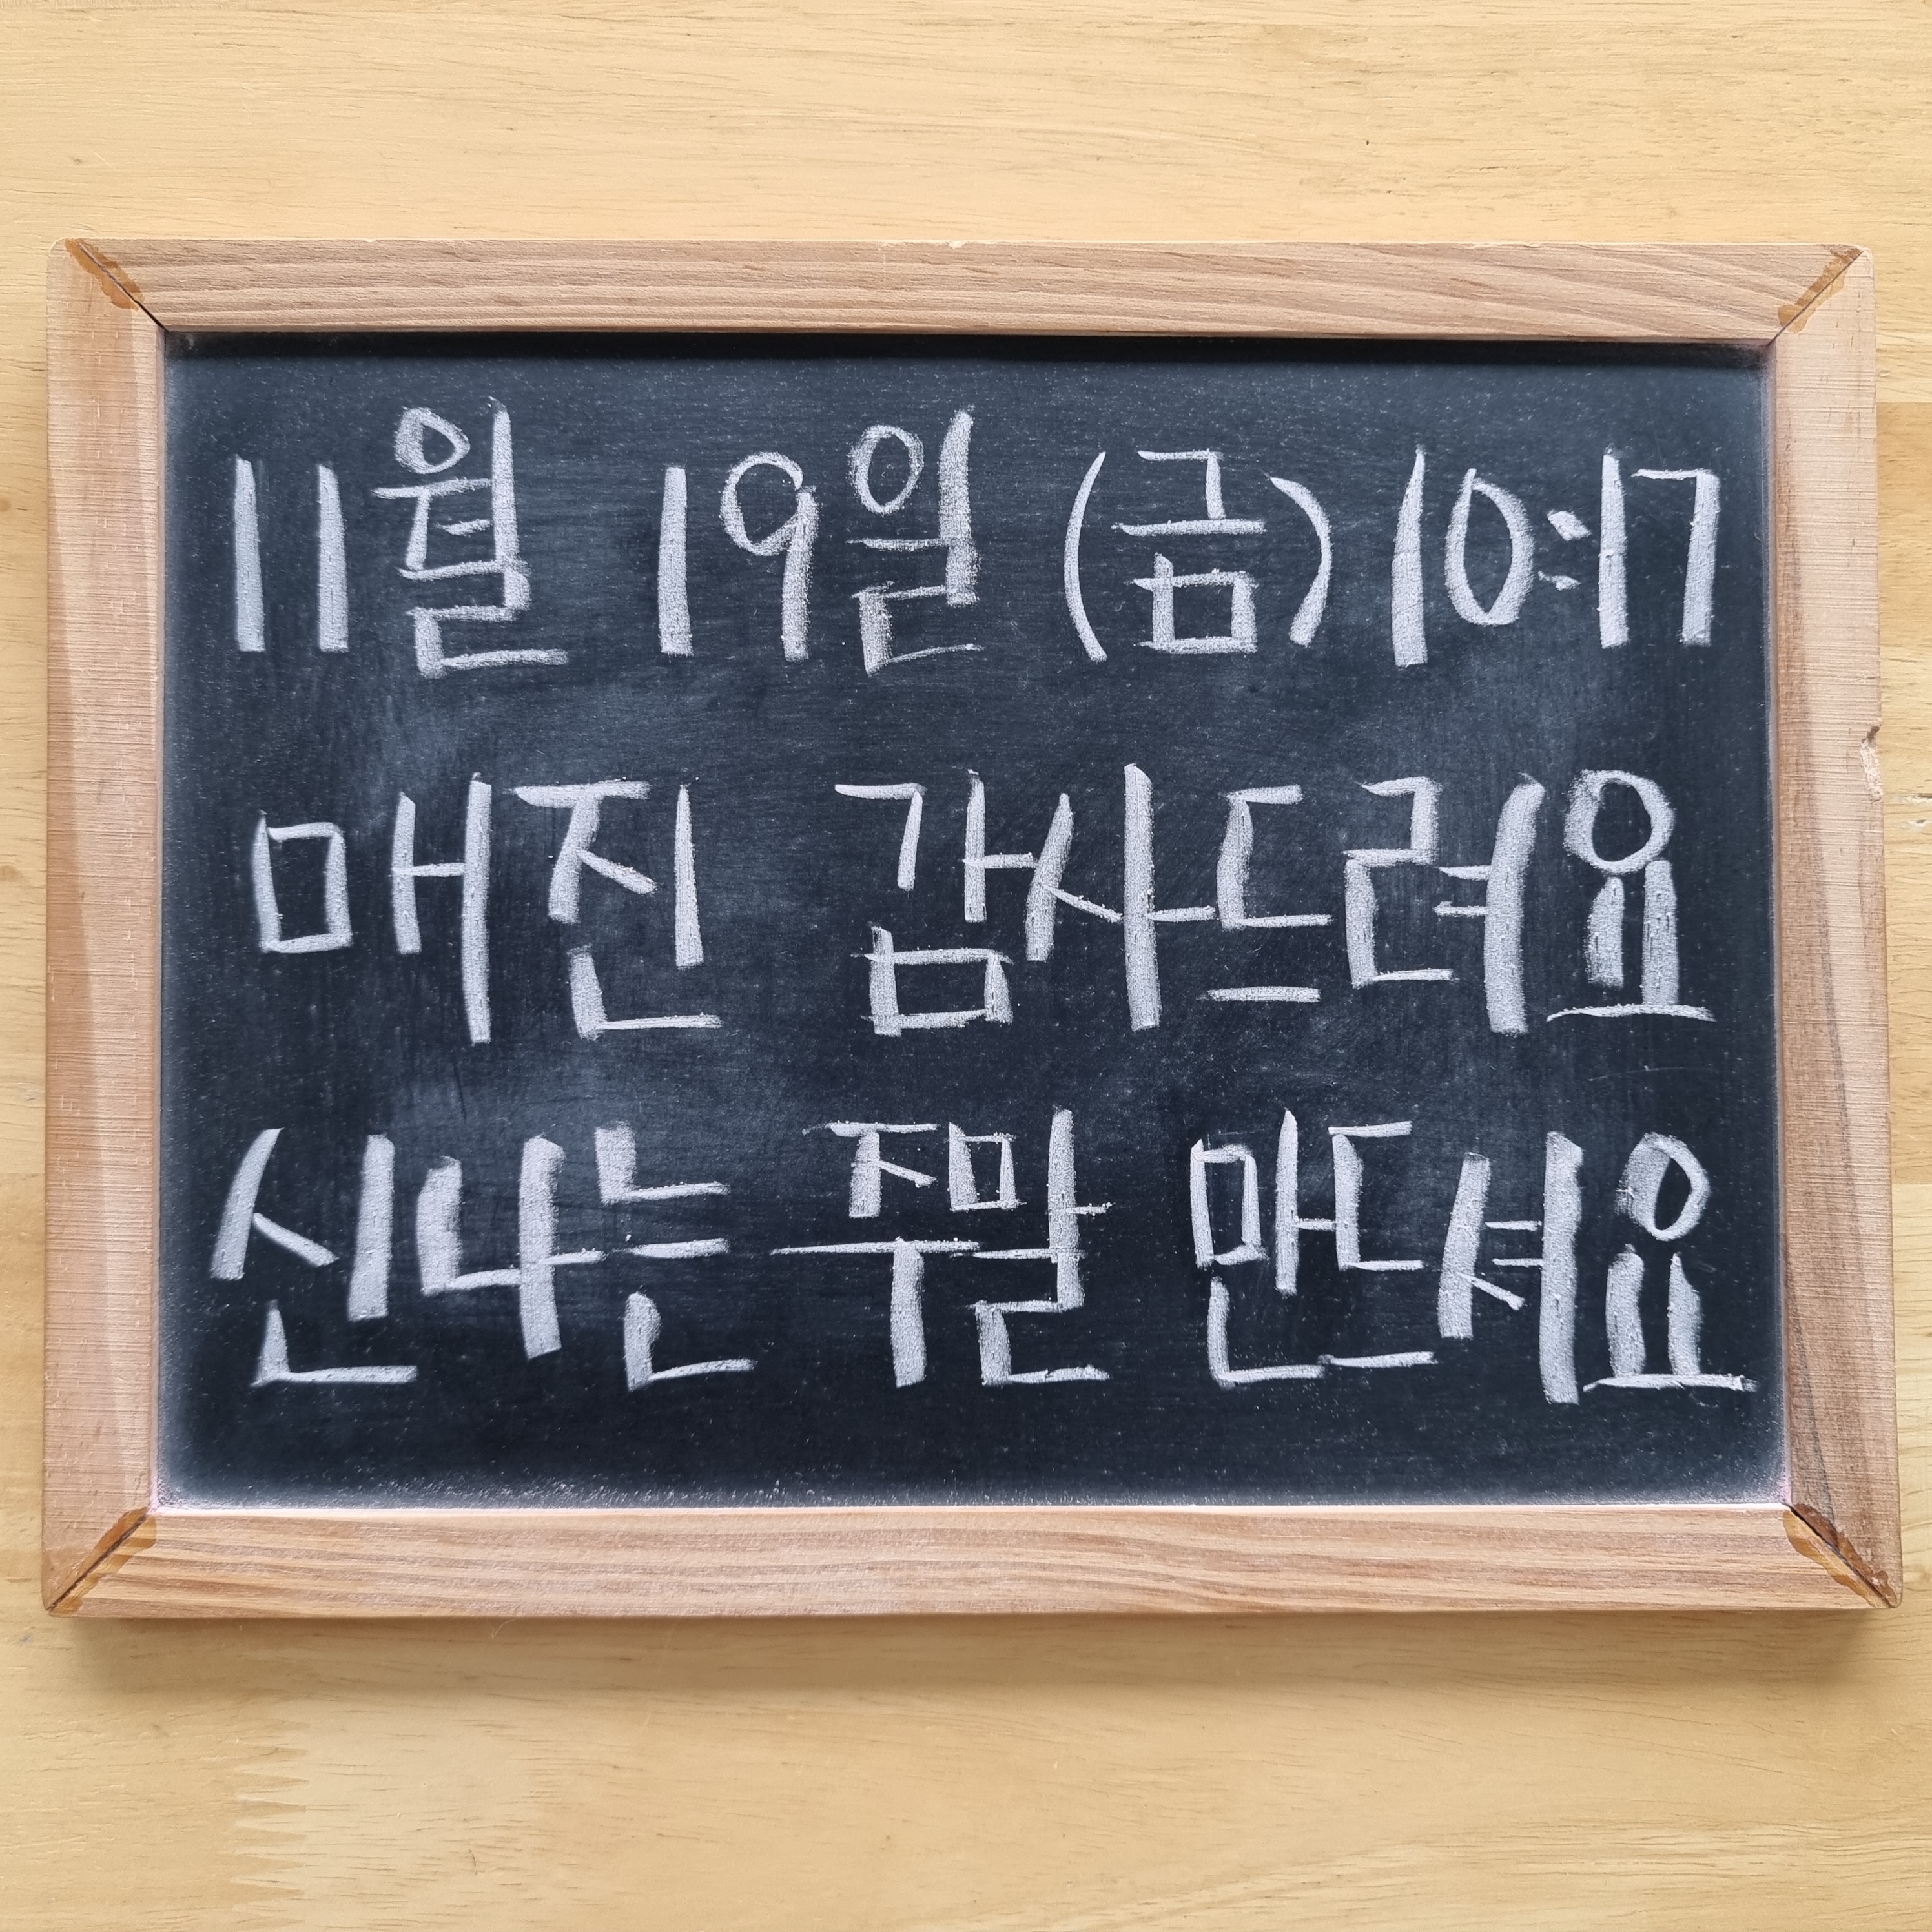 11월 19일 (금) 10:17
매진 감사드려요
신나는 주말 만드셔요